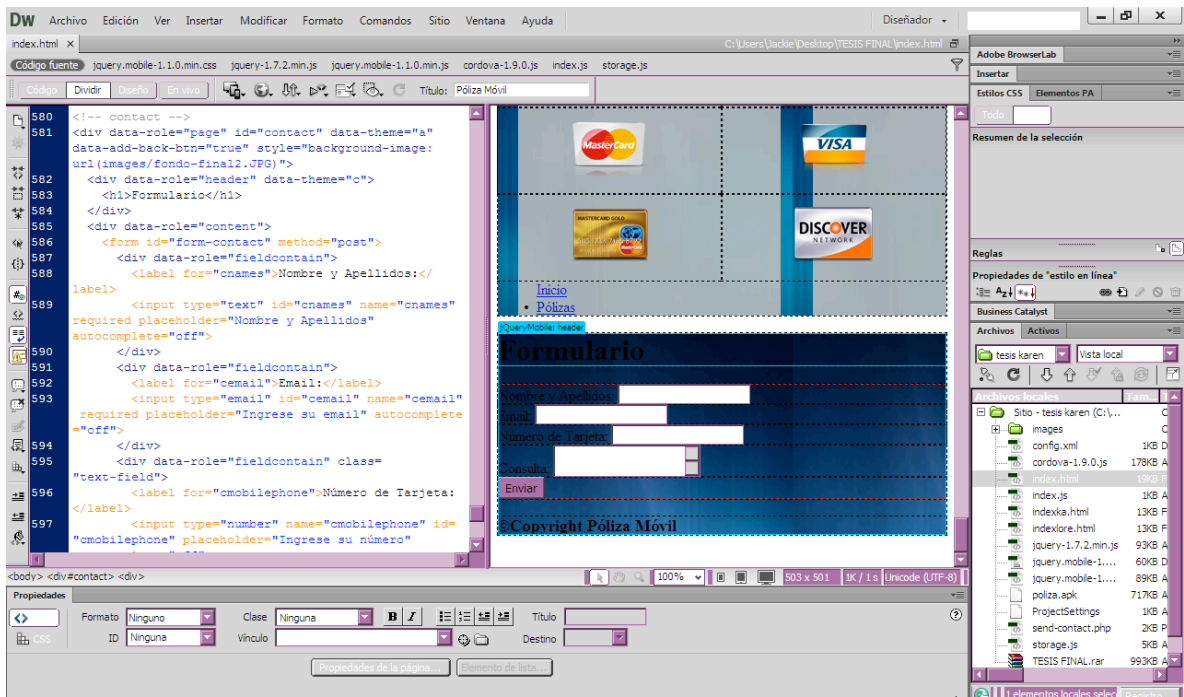 DW Archivo Edición Ver Insertar Modificar Formato Comandos Sitio Ventana Ayuda Diseñador
index.html × C:\Users\Jackie\Desktop\TESIS FINAL\index.html
Código fuente jquery.mobile-1.1.0.min.css jquery-1.7.2.min.js jquery.mobile-1.1.0.min.js cordova-1.9.0.js index.js storage.js
Código Dividir Diseño En vivo Título: Póliza Móvil
580 <!-- contact -->
581 <div data-role="page" id="contact" data-theme="a"
data-add-back-btn="true" style="background-image:
url(images/fondo-final2.JPG)">
582 <div data-role="header" data-theme="c">
583 <h1>Formulario</h1>
584 </div>
585 <div data-role="content">
586 <form id="form-contact" method="post">
587 <div data-role="fieldcontain">
588 <label for="cnames">Nombre y Apellidos:</
label>
589 <input type="text" id="cnames" name="cnames"
required placeholder="Nombre y Apellidos"
autocomplete="off">
590 </div>
591 <div data-role="fieldcontain">
592 <label for="cemail">Email:</label>
593 <input type="email" id="cemail" name="cemail"
required placeholder="Ingrese su email" autocomplete
="off">
594 </div>
595 <div data-role="fieldcontain" class=
"text-field">
596 <label for="cmobilephone">Número de Tarjeta:
</label>
597 <input type="number" name="cmobilephone" id=
"cmobilephone" placeholder="Ingrese su número"
MasterCard
VISA
MASTERCARD GOLD
MasterCard
DISCOVER
NETWORK
Inicio
• Pólizas
jQueryMobile: header
Formulario
Nombre y Apellidos:
Email:
Número de Tarjeta:
Consulta:
Enviar
©Copyright Póliza Móvil
<body> <div#contact> <div> 100% 503 x 501 1K / 1 s Unicode (UTF-8)
Propiedades
Formato Ninguno Clase Ninguna B I Título
CSS ID Ninguna Vínculo Destino
Propiedades de la página... Elemento de lista...
Adobe BrowserLab
Insertar
Estilos CSS Elementos PA
Todo
Resumen de la selección
Reglas
Propiedades de "estilo en línea"
Business Catalyst
Archivos Activos
tesis karen Vista local
Archivos locales Tam... T
Sitio - tesis karen (C:\... C
images C
config.xml 1KB D
cordova-1.9.0.js 178KB A
index.html 19KB F
index.js 1KB A
indexka.html 13KB F
indexlore.html 13KB F
jquery-1.7.2.min.js 93KB A
jquery.mobile-1.... 60KB D
jquery.mobile-1.... 89KB A
poliza.apk 717KB A
ProjectSettings 1KB A
send-contact.php 2KB P
storage.js 5KB A
TESIS FINAL.rar 993KB A
1 elementos locales selec Registro...